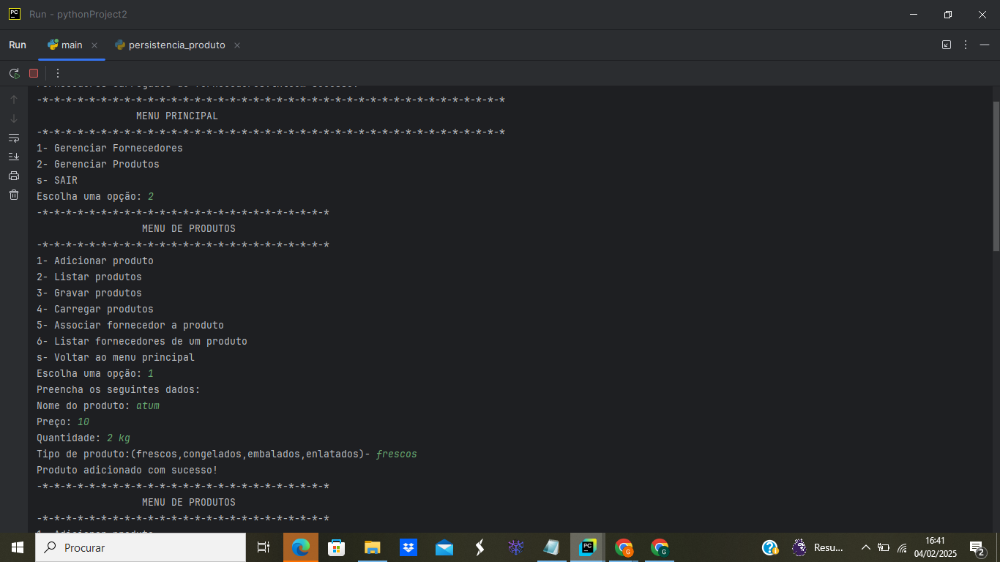 Run - pythonProject2
Run main persistencia_produto
-*-*-*-*-*-*-*-*-*-*-*-*-*-*-*-*-*-*-*-*-*-*-*-*-*-*-*-*-*-*-*-*-*-*-*-*-*-*-*-*
MENU PRINCIPAL
-*-*-*-*-*-*-*-*-*-*-*-*-*-*-*-*-*-*-*-*-*-*-*-*-*-*-*-*-*-*-*-*-*-*-*-*-*-*-*-*
1- Gerenciar Fornecedores
2- Gerenciar Produtos
s- SAIR
Escolha uma opção: 2
-*-*-*-*-*-*-*-*-*-*-*-*-*-*-*-*-*-*-*-*-*-*-*-*-*
MENU DE PRODUTOS
-*-*-*-*-*-*-*-*-*-*-*-*-*-*-*-*-*-*-*-*-*-*-*-*-*
1- Adicionar produto
2- Listar produtos
3- Gravar produtos
4- Carregar produtos
5- Associar fornecedor a produto
6- Listar fornecedores de um produto
s- Voltar ao menu principal
Escolha uma opção: 1
Preencha os seguintes dados:
Nome do produto: atum
Preço: 10
Quantidade: 2 kg
Tipo de produto:(frescos,congelados,embalados,enlatados)- frescos
Produto adicionado com sucesso!
-*-*-*-*-*-*-*-*-*-*-*-*-*-*-*-*-*-*-*-*-*-*-*-*-*
MENU DE PRODUTOS
-*-*-*-*-*-*-*-*-*-*-*-*-*-*-*-*-*-*-*-*-*-*-*-*-*
1- Adicionar produto
Procurar
Resu...
16:41
04/02/2025
2